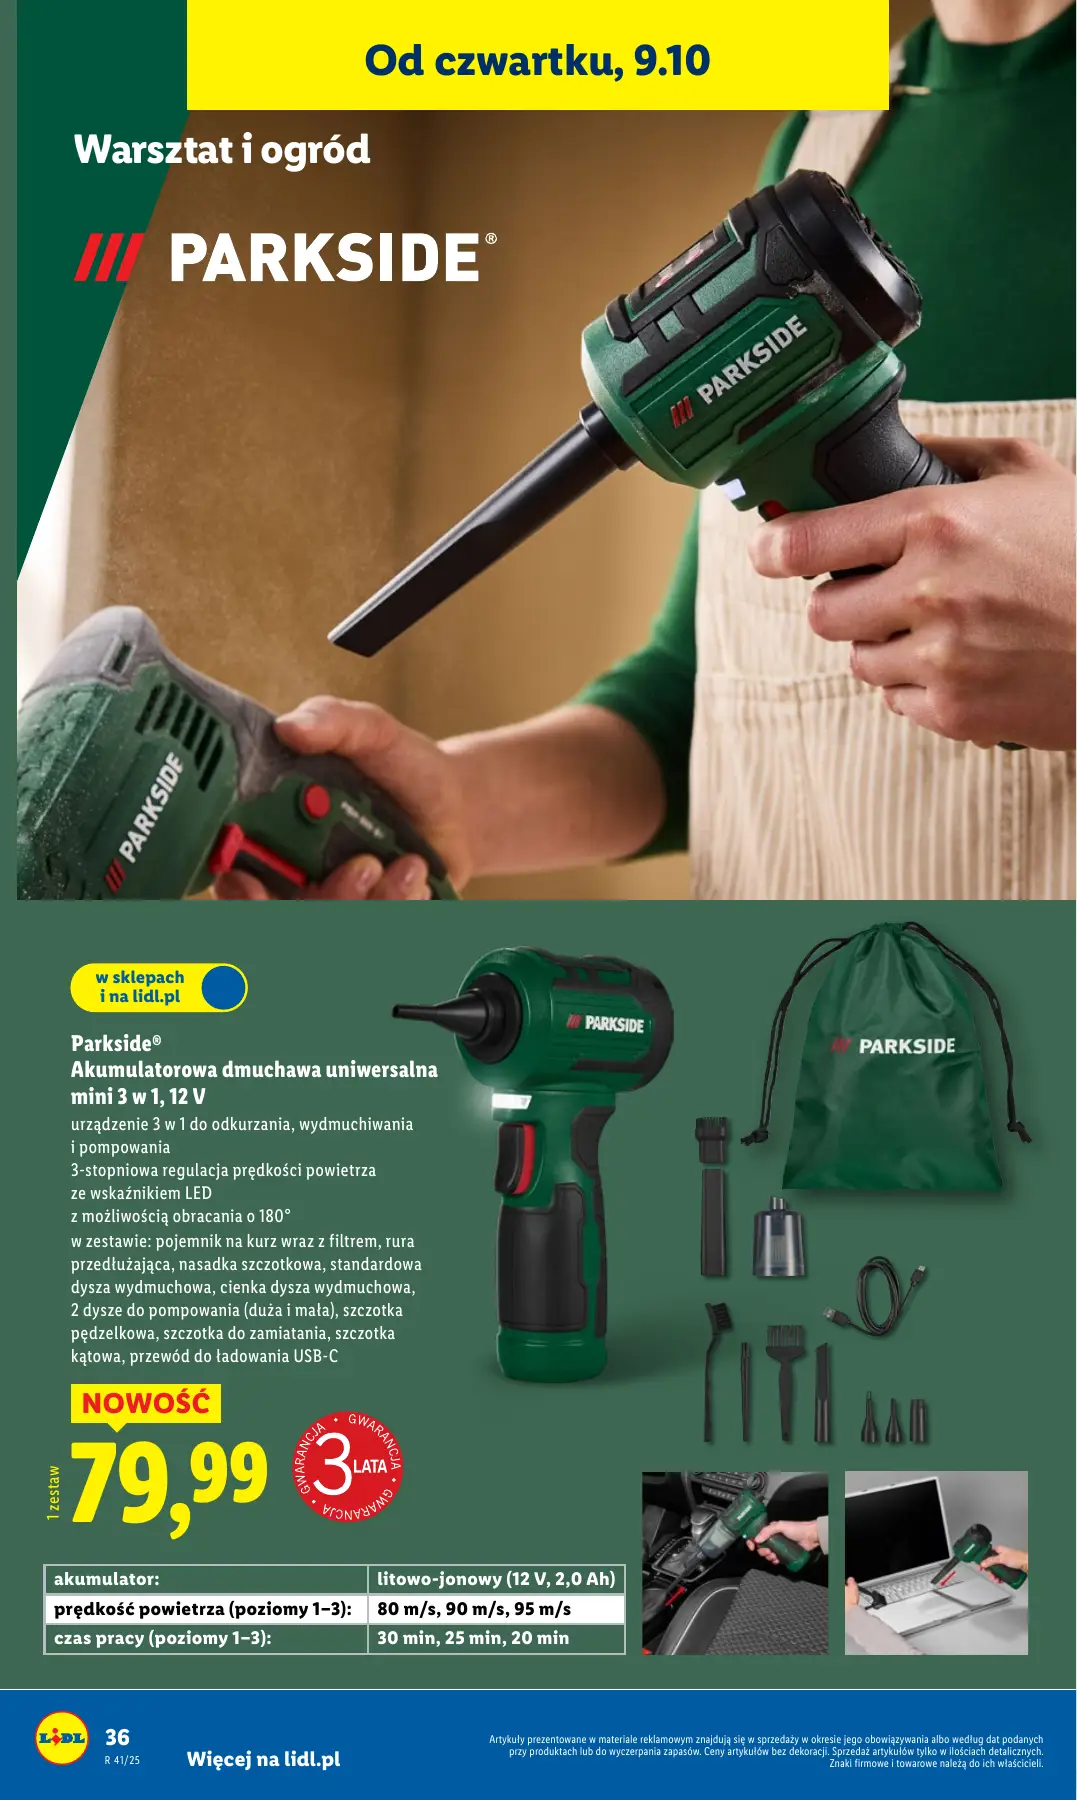 Od czwartku, 9.10
Warsztat i ogród
PARKSIDE®
PARKSIDE
PARKSIDE
w sklepach
i na lidl.pl
PARKSIDE
PARKSIDE
Parkside®
Akumulatorowa dmuchawa uniwersalna
mini 3 w 1, 12 V
urządzenie 3 w 1 do odkurzania, wydmuchiwania
i pompowania
3-stopniowa regulacja prędkości powietrza
ze wskaźnikiem LED
z możliwością obracania o 180°
w zestawie: pojemnik na kurz wraz z filtrem, rura
przedłużająca, nasadka szczotkowa, standardowa
dysza wydmuchowa, cienka dysza wydmuchowa,
2 dysze do pompowania (duża i mała), szczotka
pędzelkowa, szczotka do zamiatania, szczotka
kątowa, przewód do ładowania USB-C
NOWOŚĆ
1 zestaw
79,99
GWARANCJA • GWARANCJA • GWARANCJA •
3 LATA
akumulator: litowo-jonowy (12 V, 2,0 Ah)
prędkość powietrza (poziomy 1–3): 80 m/s, 90 m/s, 95 m/s
czas pracy (poziomy 1–3): 30 min, 25 min, 20 min
LIDL
36
R 41/25
Więcej na lidl.pl
Artykuły prezentowane w materiale reklamowym znajdują się w sprzedaży w okresie jego obowiązywania albo według dat podanych
przy produktach lub do wyczerpania zapasów. Ceny artykułów bez dekoracji. Sprzedaż artykułów tylko w ilościach detalicznych.
Znaki firmowe i towarowe należą do ich właścicieli.